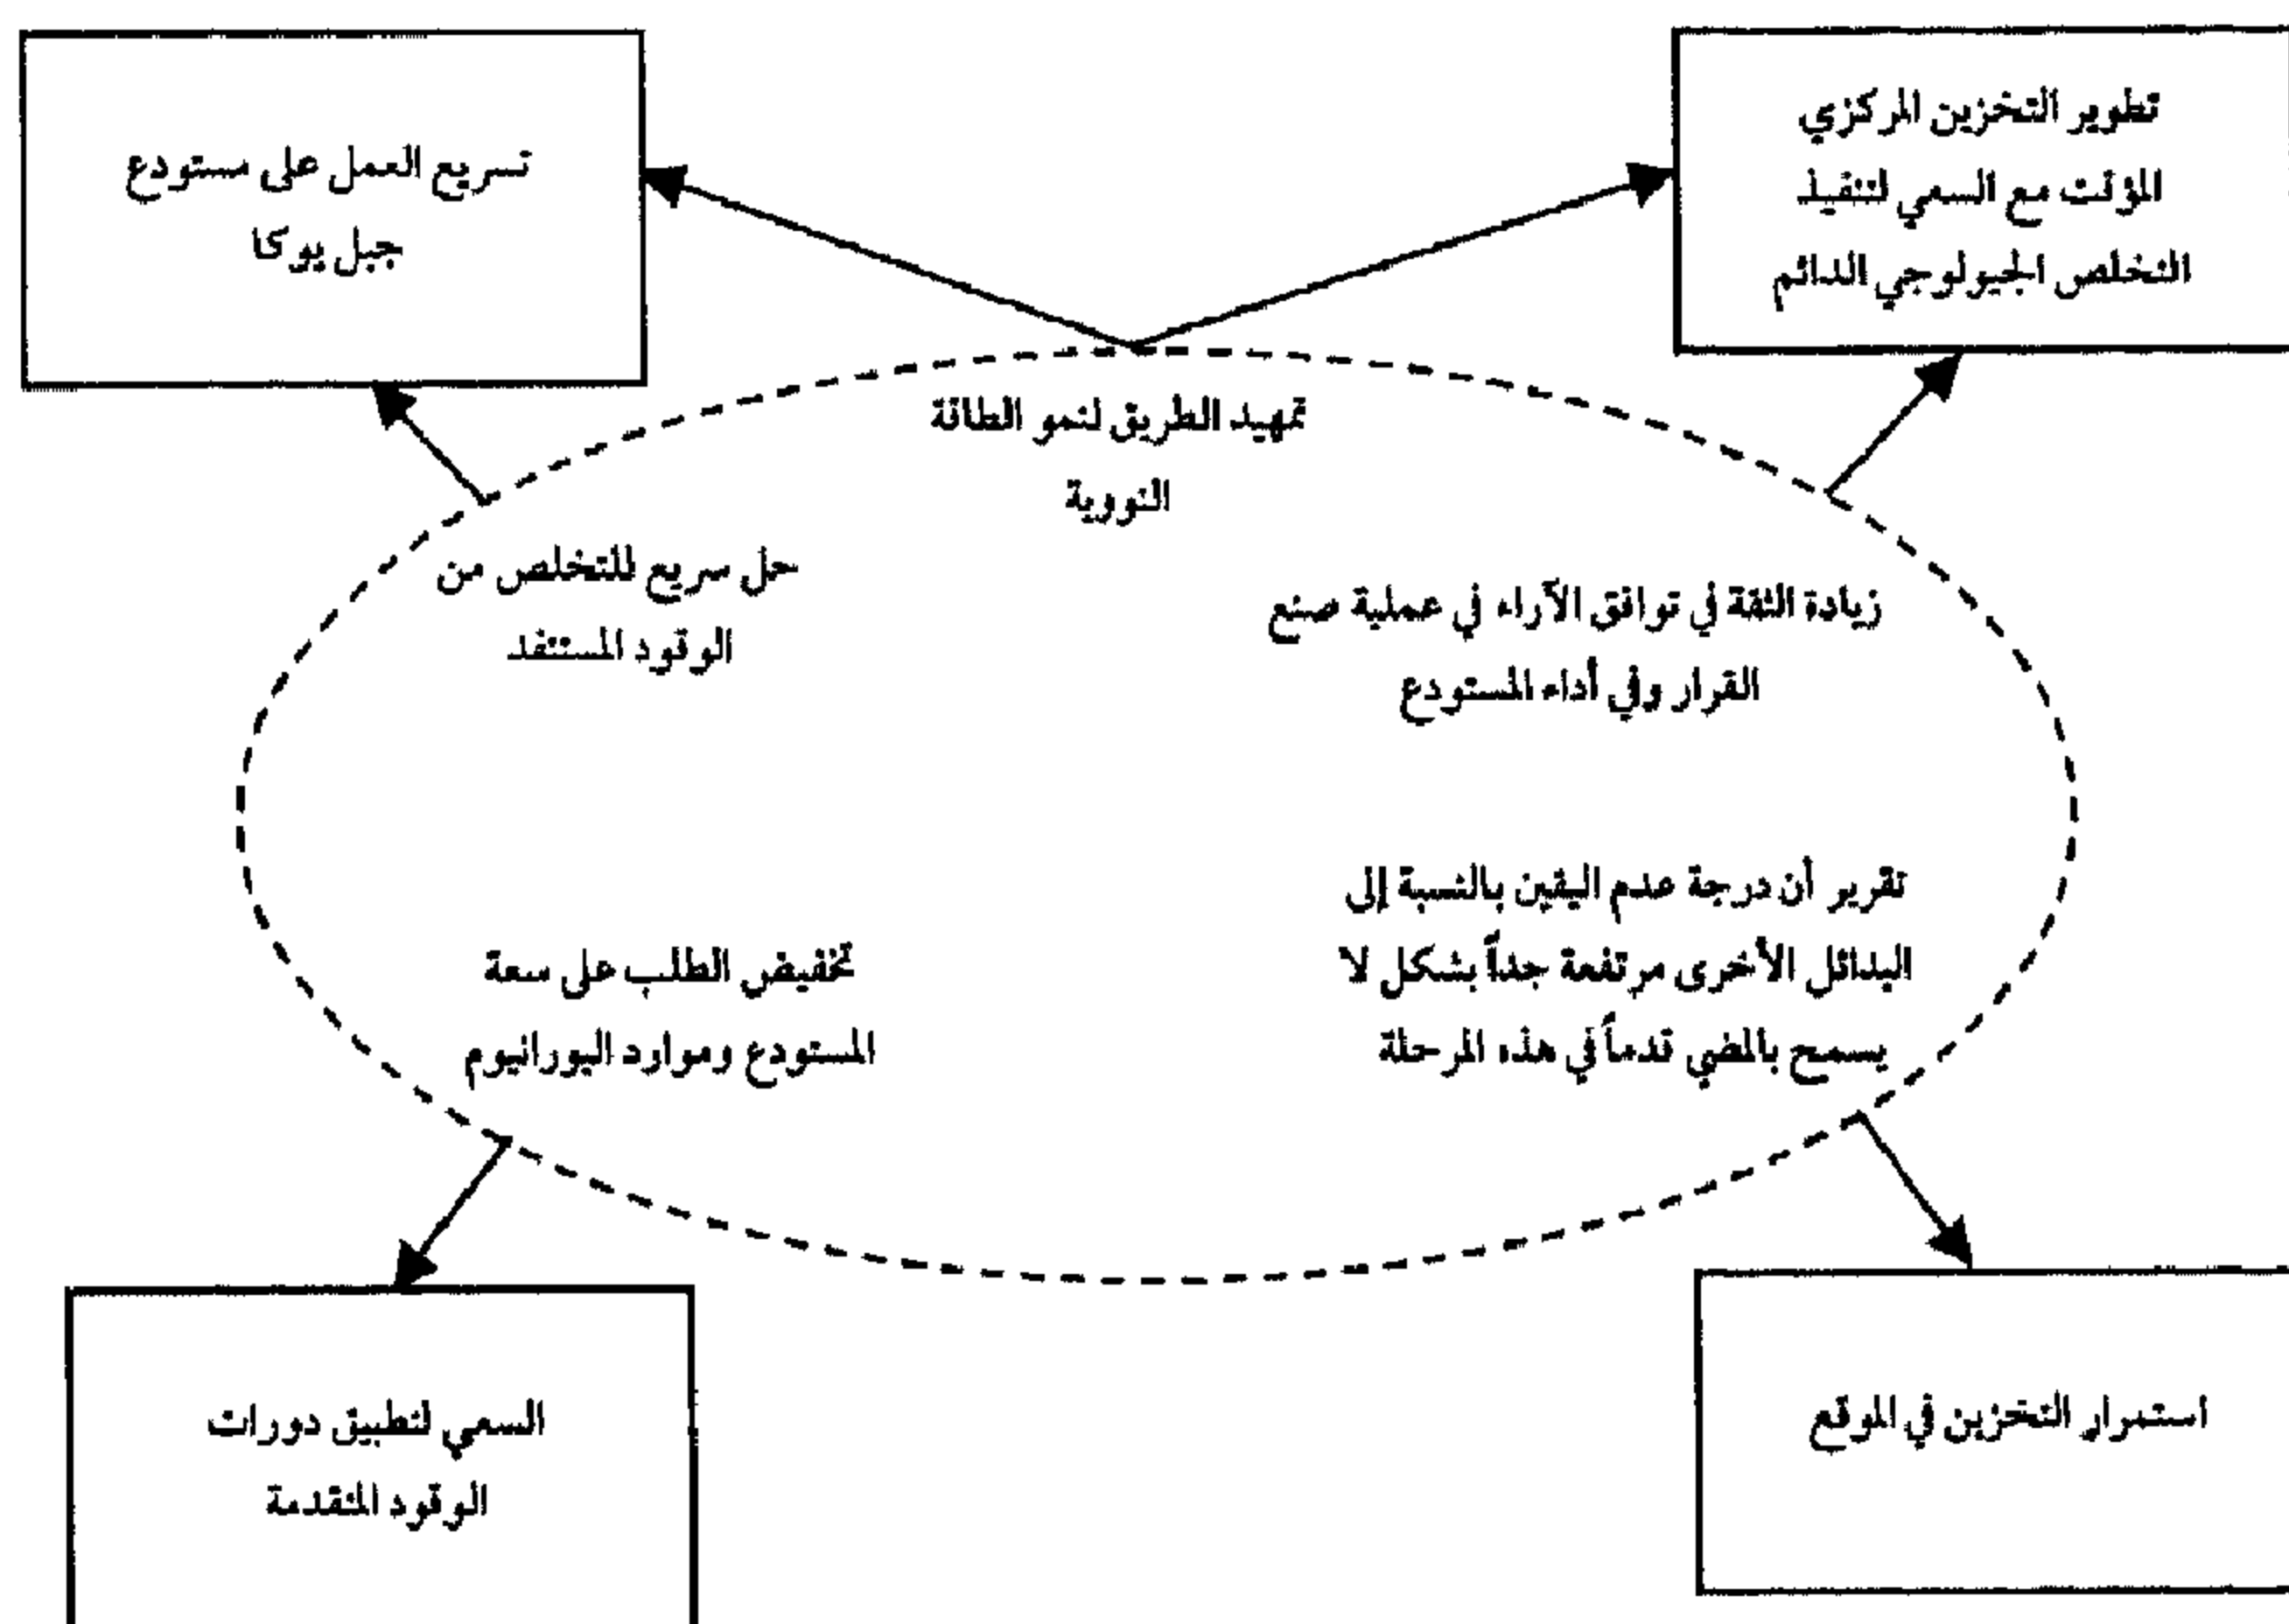 تطوير التخزين المركزي
المؤقت مع السعي لتنفيذ
التخلص الجيولوجي الدائم
تسريع العمل على مستودع
جبل يوكا
تمهيد الطريق لنمو الطاقة
النووية
زيادة الثقة في توافق الآراء في عملية صنع
القرار وفي أداء المستودع
حل سريع للتخلص من
الوقود المستنفد
تقرير أن درجة عدم اليقين بالنسبة إلى
البدائل الأخرى مرتفعة جداً بشكل لا
يسمح بالمضي قدماً في هذه المرحلة
تخفيض الطلب على سعة
المستودع وموارد اليورانيوم
استمرار التخزين في الموقع
السعي لتطبيق دورات
الوقود المتقدمة